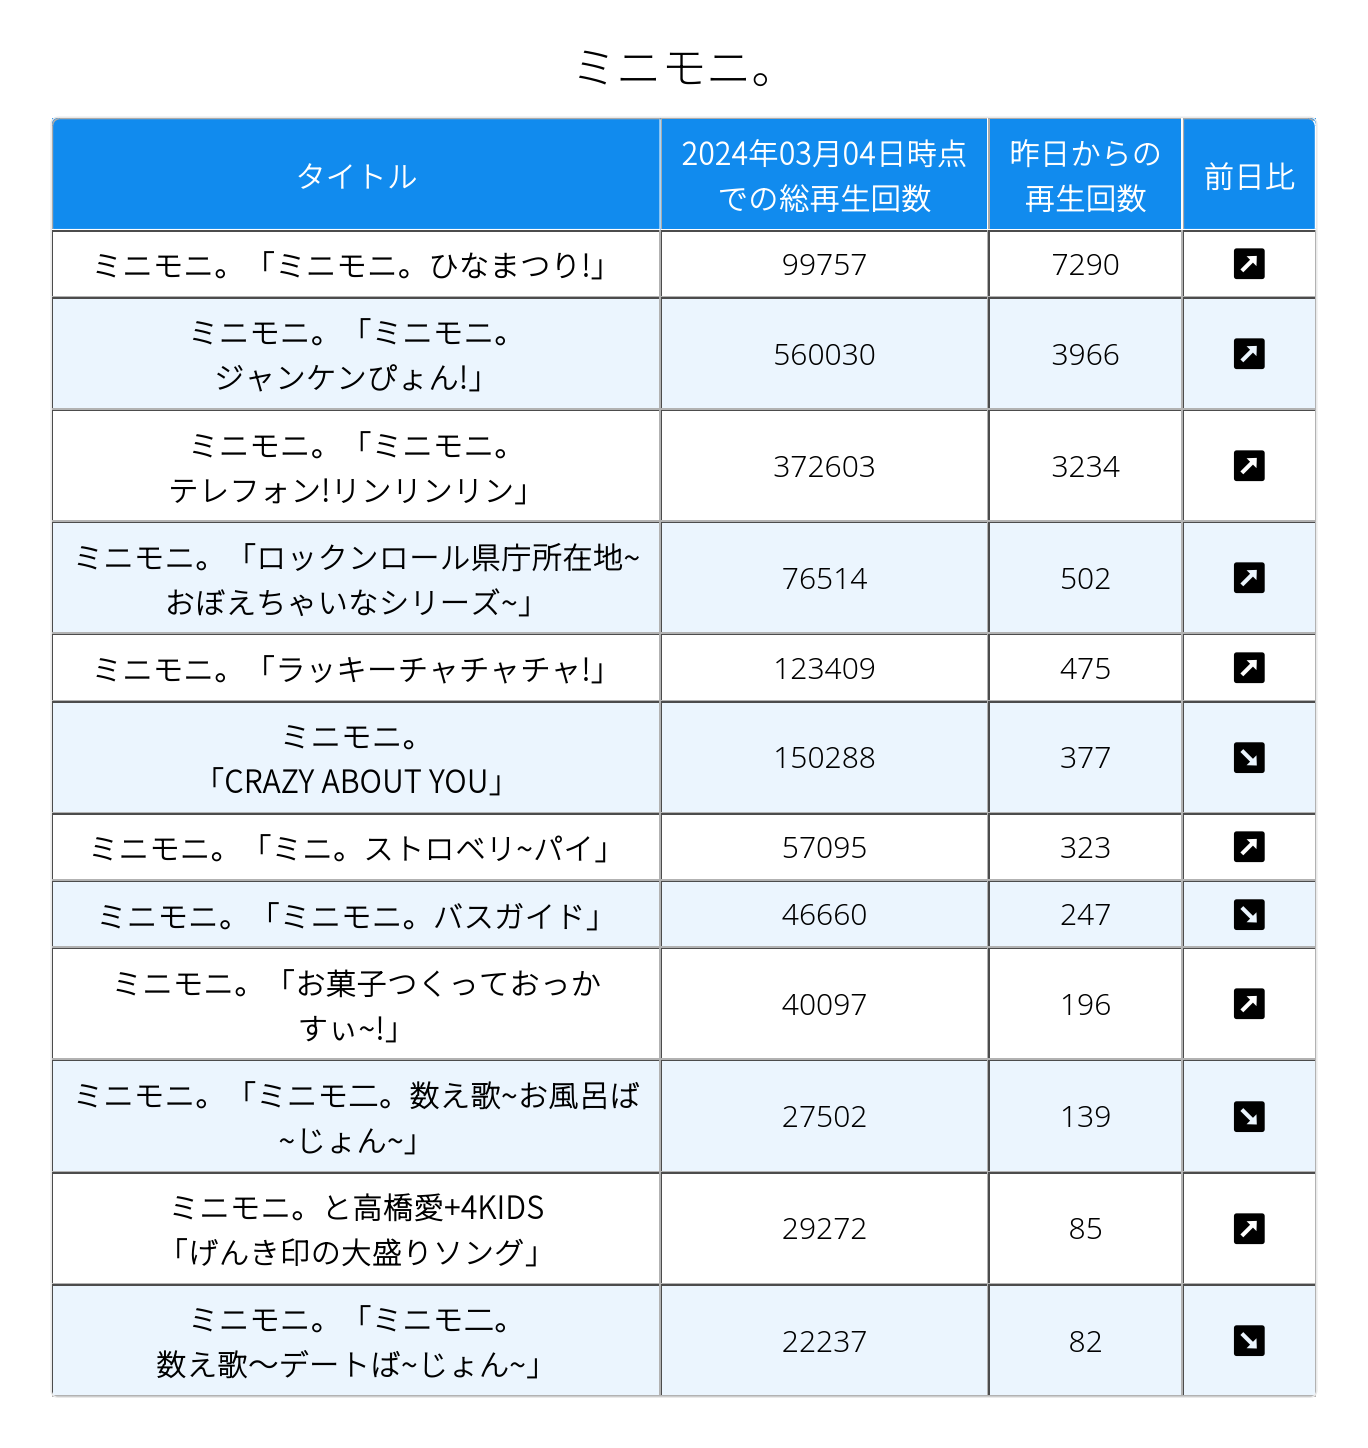 ミニモニ。
タイトル
2024年03月04日時点
での総再生回数
昨日からの
再生回数
前日比
ミニモニ。「ミニモニ。ひなまつり!」
99757
7290
ミニモニ。「ミニモニ。
ジャンケンぴょん!」
560030
3966
ミニモニ。「ミニモニ。
テレフォン!リンリンリン」
372603
3234
ミニモニ。「ロックンロール県庁所在地~
おぼえちゃいなシリーズ~」
76514
502
ミニモニ。「ラッキーチャチャチャ!」
123409
475
ミニモニ。
「CRAZY ABOUT YOU」
150288
377
ミニモニ。「ミニ。ストロベリ~パイ」
57095
323
ミニモニ。「ミニモニ。バスガイド」
46660
247
ミニモニ。「お菓子つくっておっか
すぃ~!」
40097
196
ミニモニ。「ミニモ二。数え歌~お風呂ば
~じょん~」
27502
139
ミニモニ。と高橋愛+4KIDS
「げんき印の大盛りソング」
29272
85
ミニモニ。「ミニモ二。
数え歌〜デートば~じょん~」
22237
82